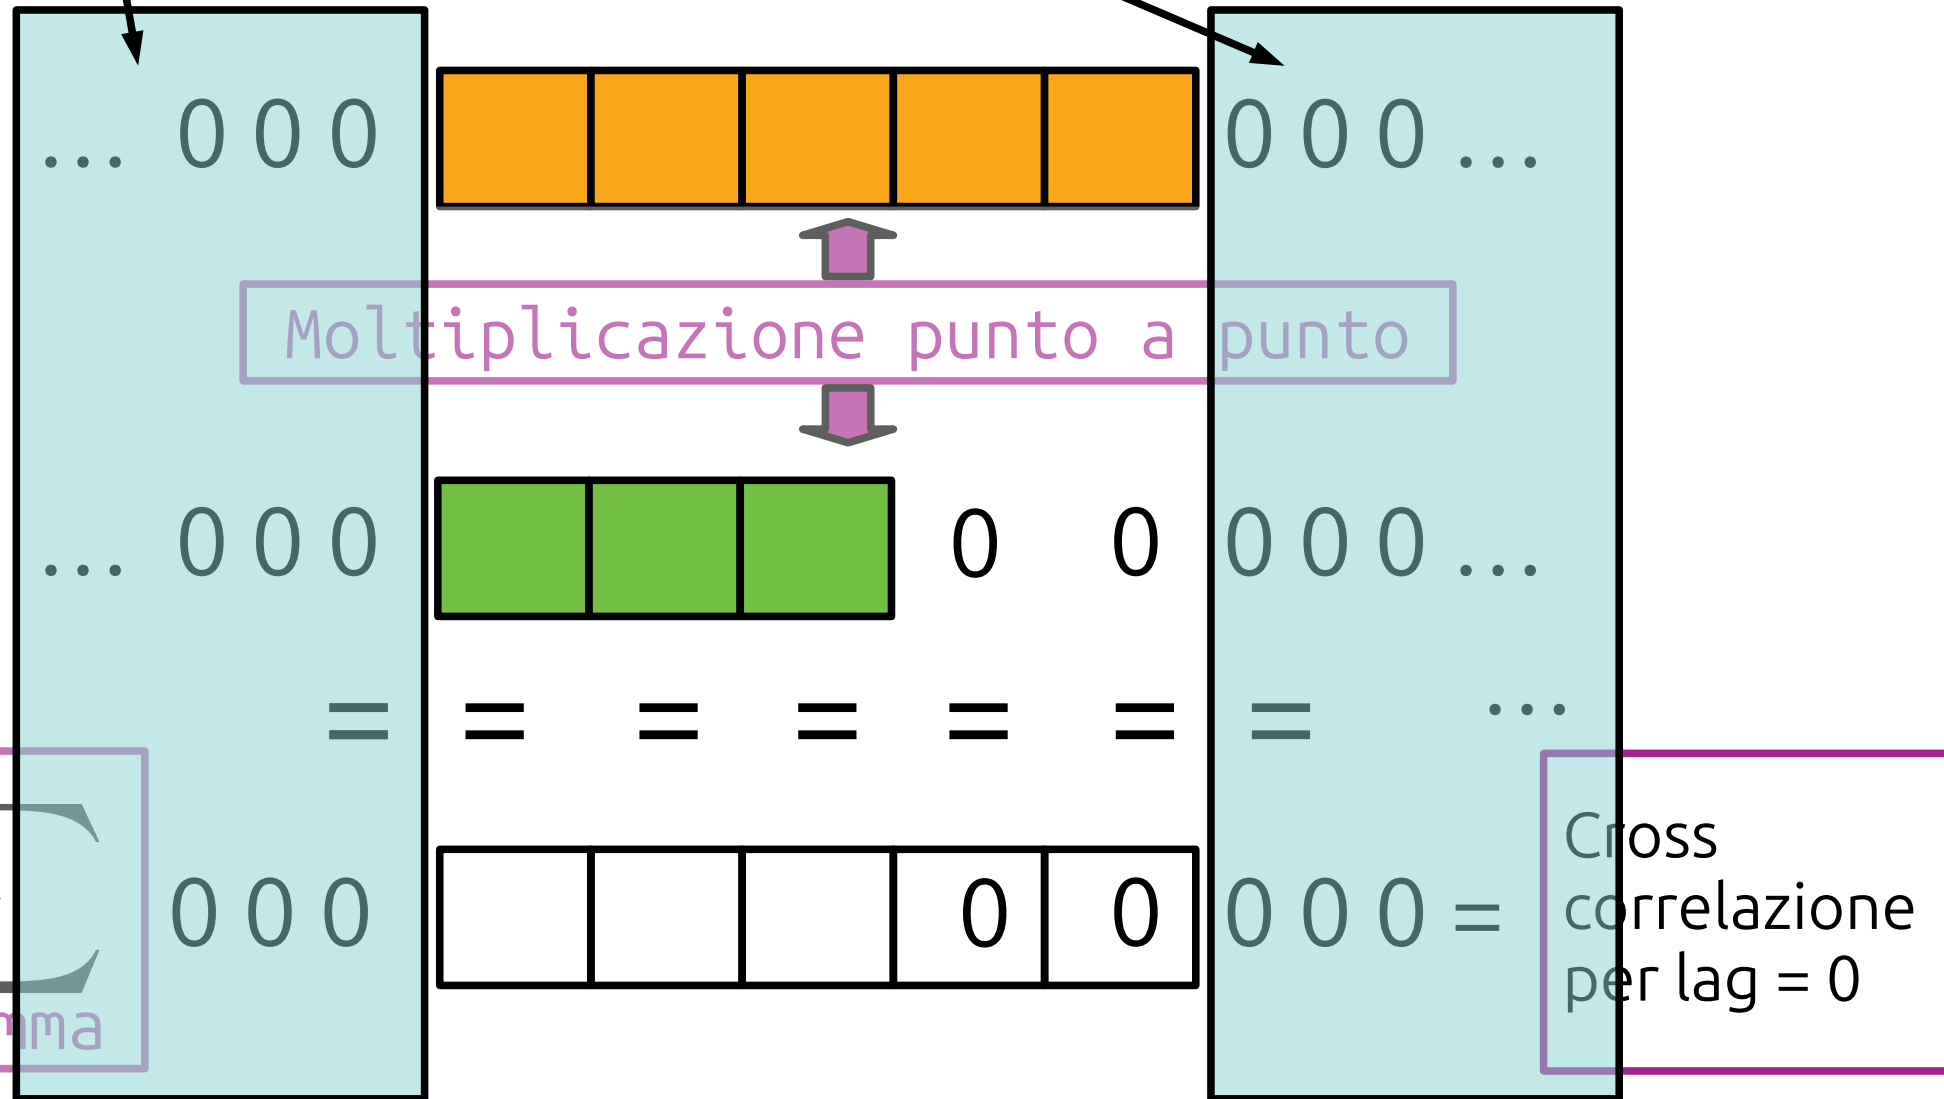 ... 0 0 0 0 0 0 ...
Moltiplicazione punto a punto
... 0 0 0 0 0 0 0 0 ...
= = = = = = = ...
0 0 0 0 0 0 0 0 =
Cross
correlazione
per lag = 0